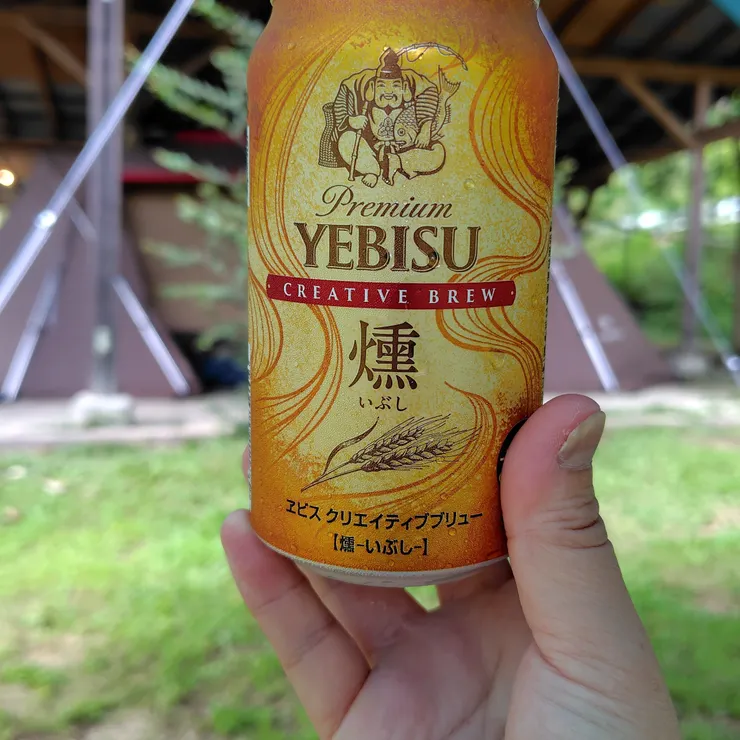 Premium
YEBISU
CREATIVE BREW
燻
いぶし
ヱビス クリエイティブブリュー
【燻-いぶし-】